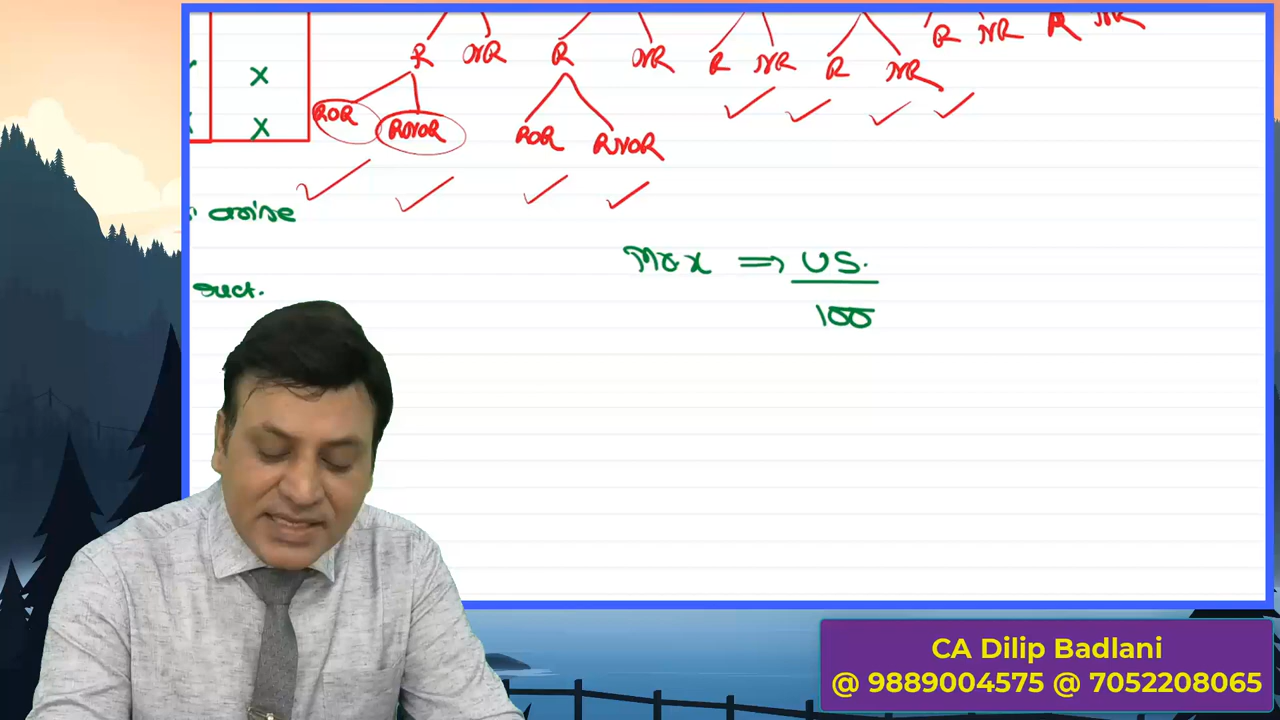 R NR R NR R NR R NR R NR R NR
X
ROR RNOR ROR RNOR
X
arise
Max ⇒ US.
duct.
100
CA Dilip Badlani
@ 9889004575 @ 7052208065